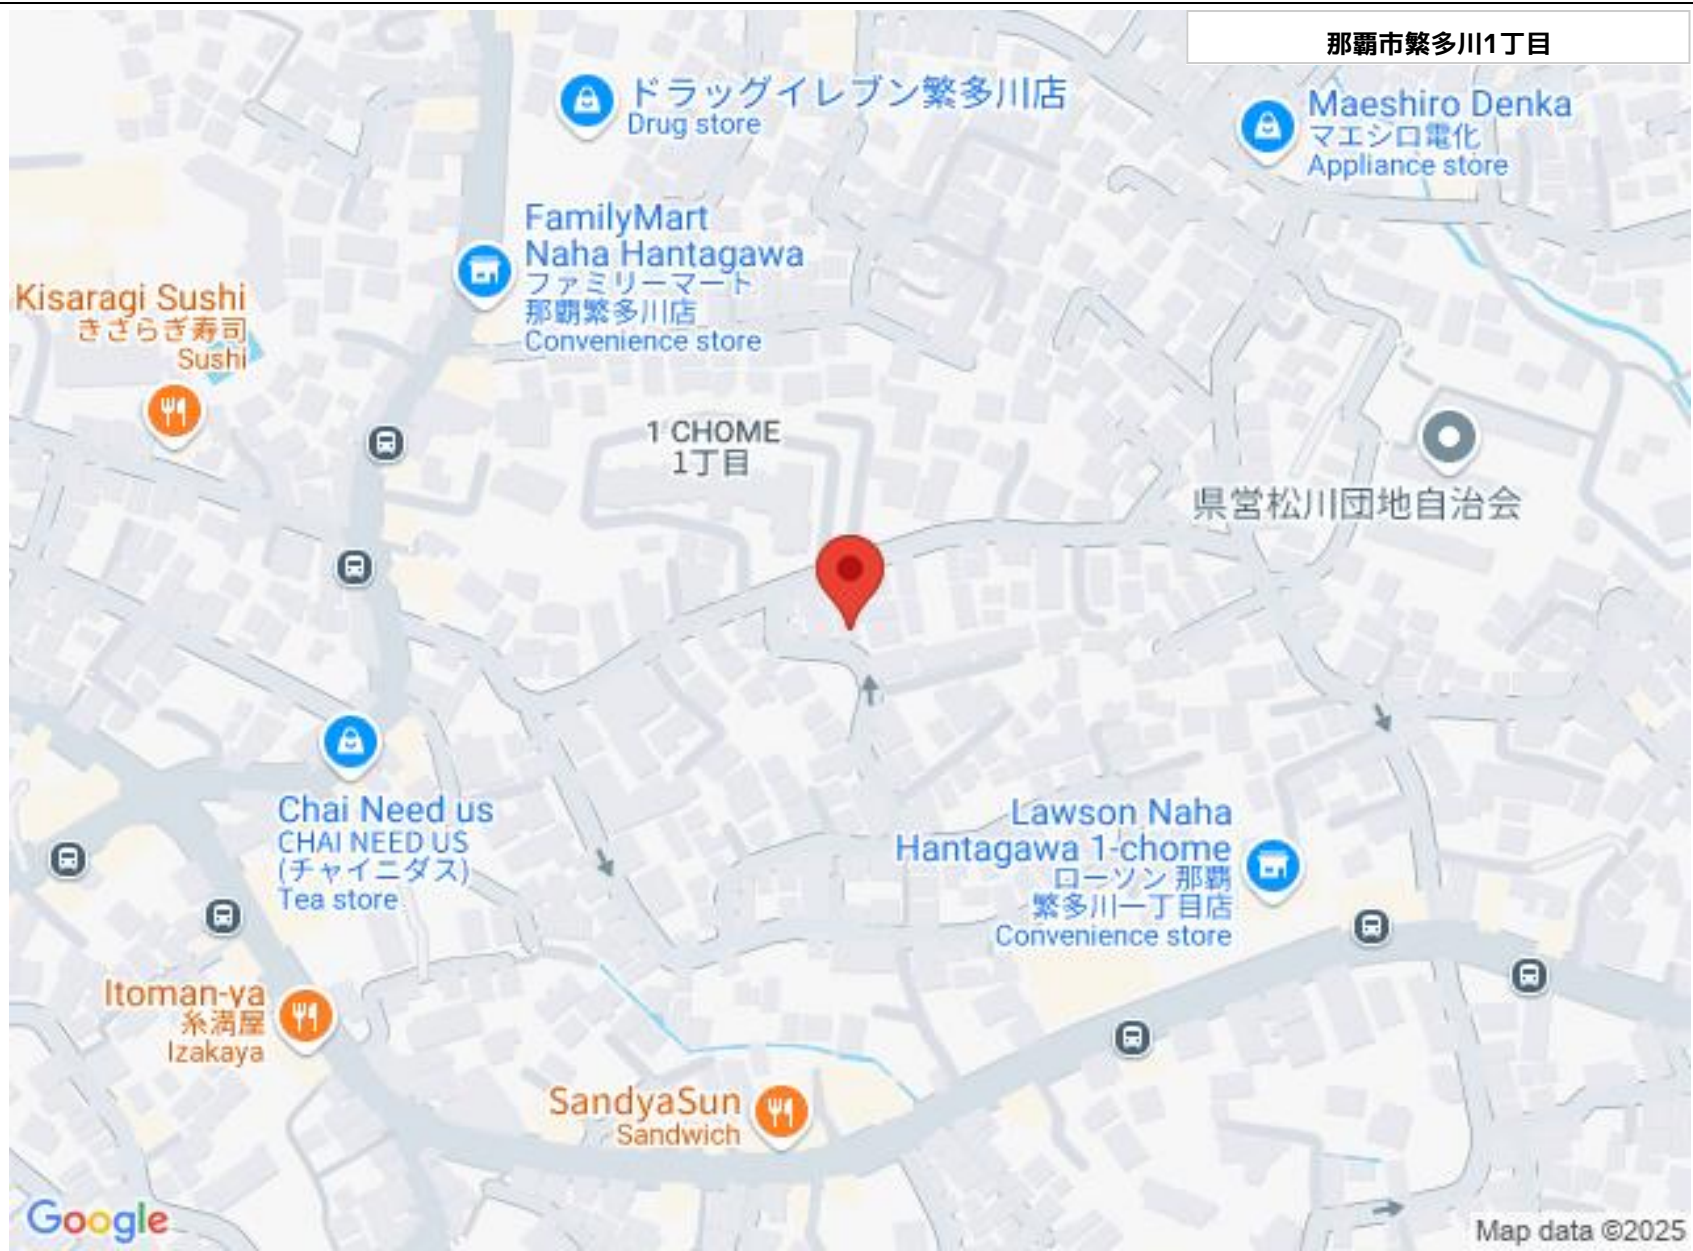 那覇市繁多川1丁目
ドラッグイレブン繁多川店
Drug store
Maeshiro Denka
マエシロ電化
Appliance store
FamilyMart
Naha Hantagawa
ファミリーマート
那覇繁多川店
Convenience store
Kisaragi Sushi
きさらぎ寿司
Sushi
1 CHOME
1丁目
県営松川団地自治会
Chai Need us
CHAI NEED US
(チャイニダス)
Tea store
Lawson Naha
Hantagawa 1-chome
ローソン 那覇
繁多川一丁目店
Convenience store
Itoman-ya
糸満屋
Izakaya
SandyaSun
Sandwich
Google
Map data ©2025